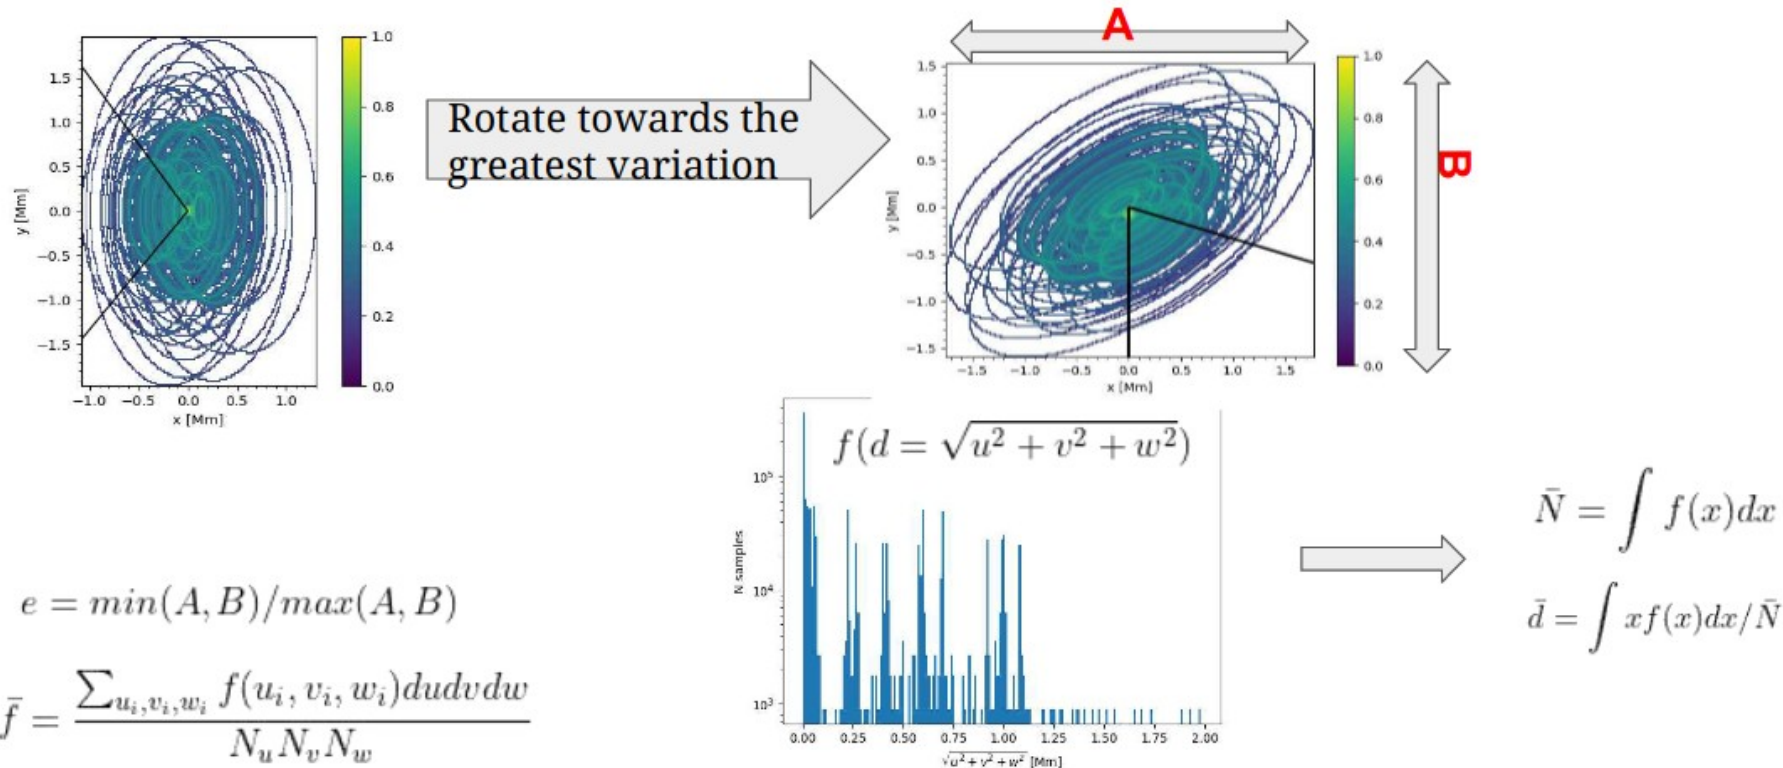 A
B
Rotate towards the
greatest variation
1.5
1.0
0.5
0.0
−0.5
−1.0
−1.5
y [Mm]
−1.0 −0.5 0.0 0.5 1.0
x [Mm]
1.0
0.8
0.6
0.4
0.2
0.0
1.5
1.0
0.5
0.0
−0.5
−1.0
−1.5
y [Mm]
−1.5 −1.0 −0.5 0.0 0.5 1.0 1.5
x [Mm]
1.0
0.8
0.6
0.4
0.2
0.0
f(d = √(u² + v² + w²))
10⁵
10⁴
10³
N samples
0.00 0.25 0.50 0.75 1.00 1.25 1.50 1.75 2.00
√(u² + v² + w²) [Mm]
N̄ = ∫ f(x)dx
d̄ = ∫ xf(x)dx/N̄
e = min(A, B)/max(A, B)
f̄ = ∑_{u_i,v_i,w_i} f(u_i, v_i, w_i)dudvdw
N_u N_v N_w